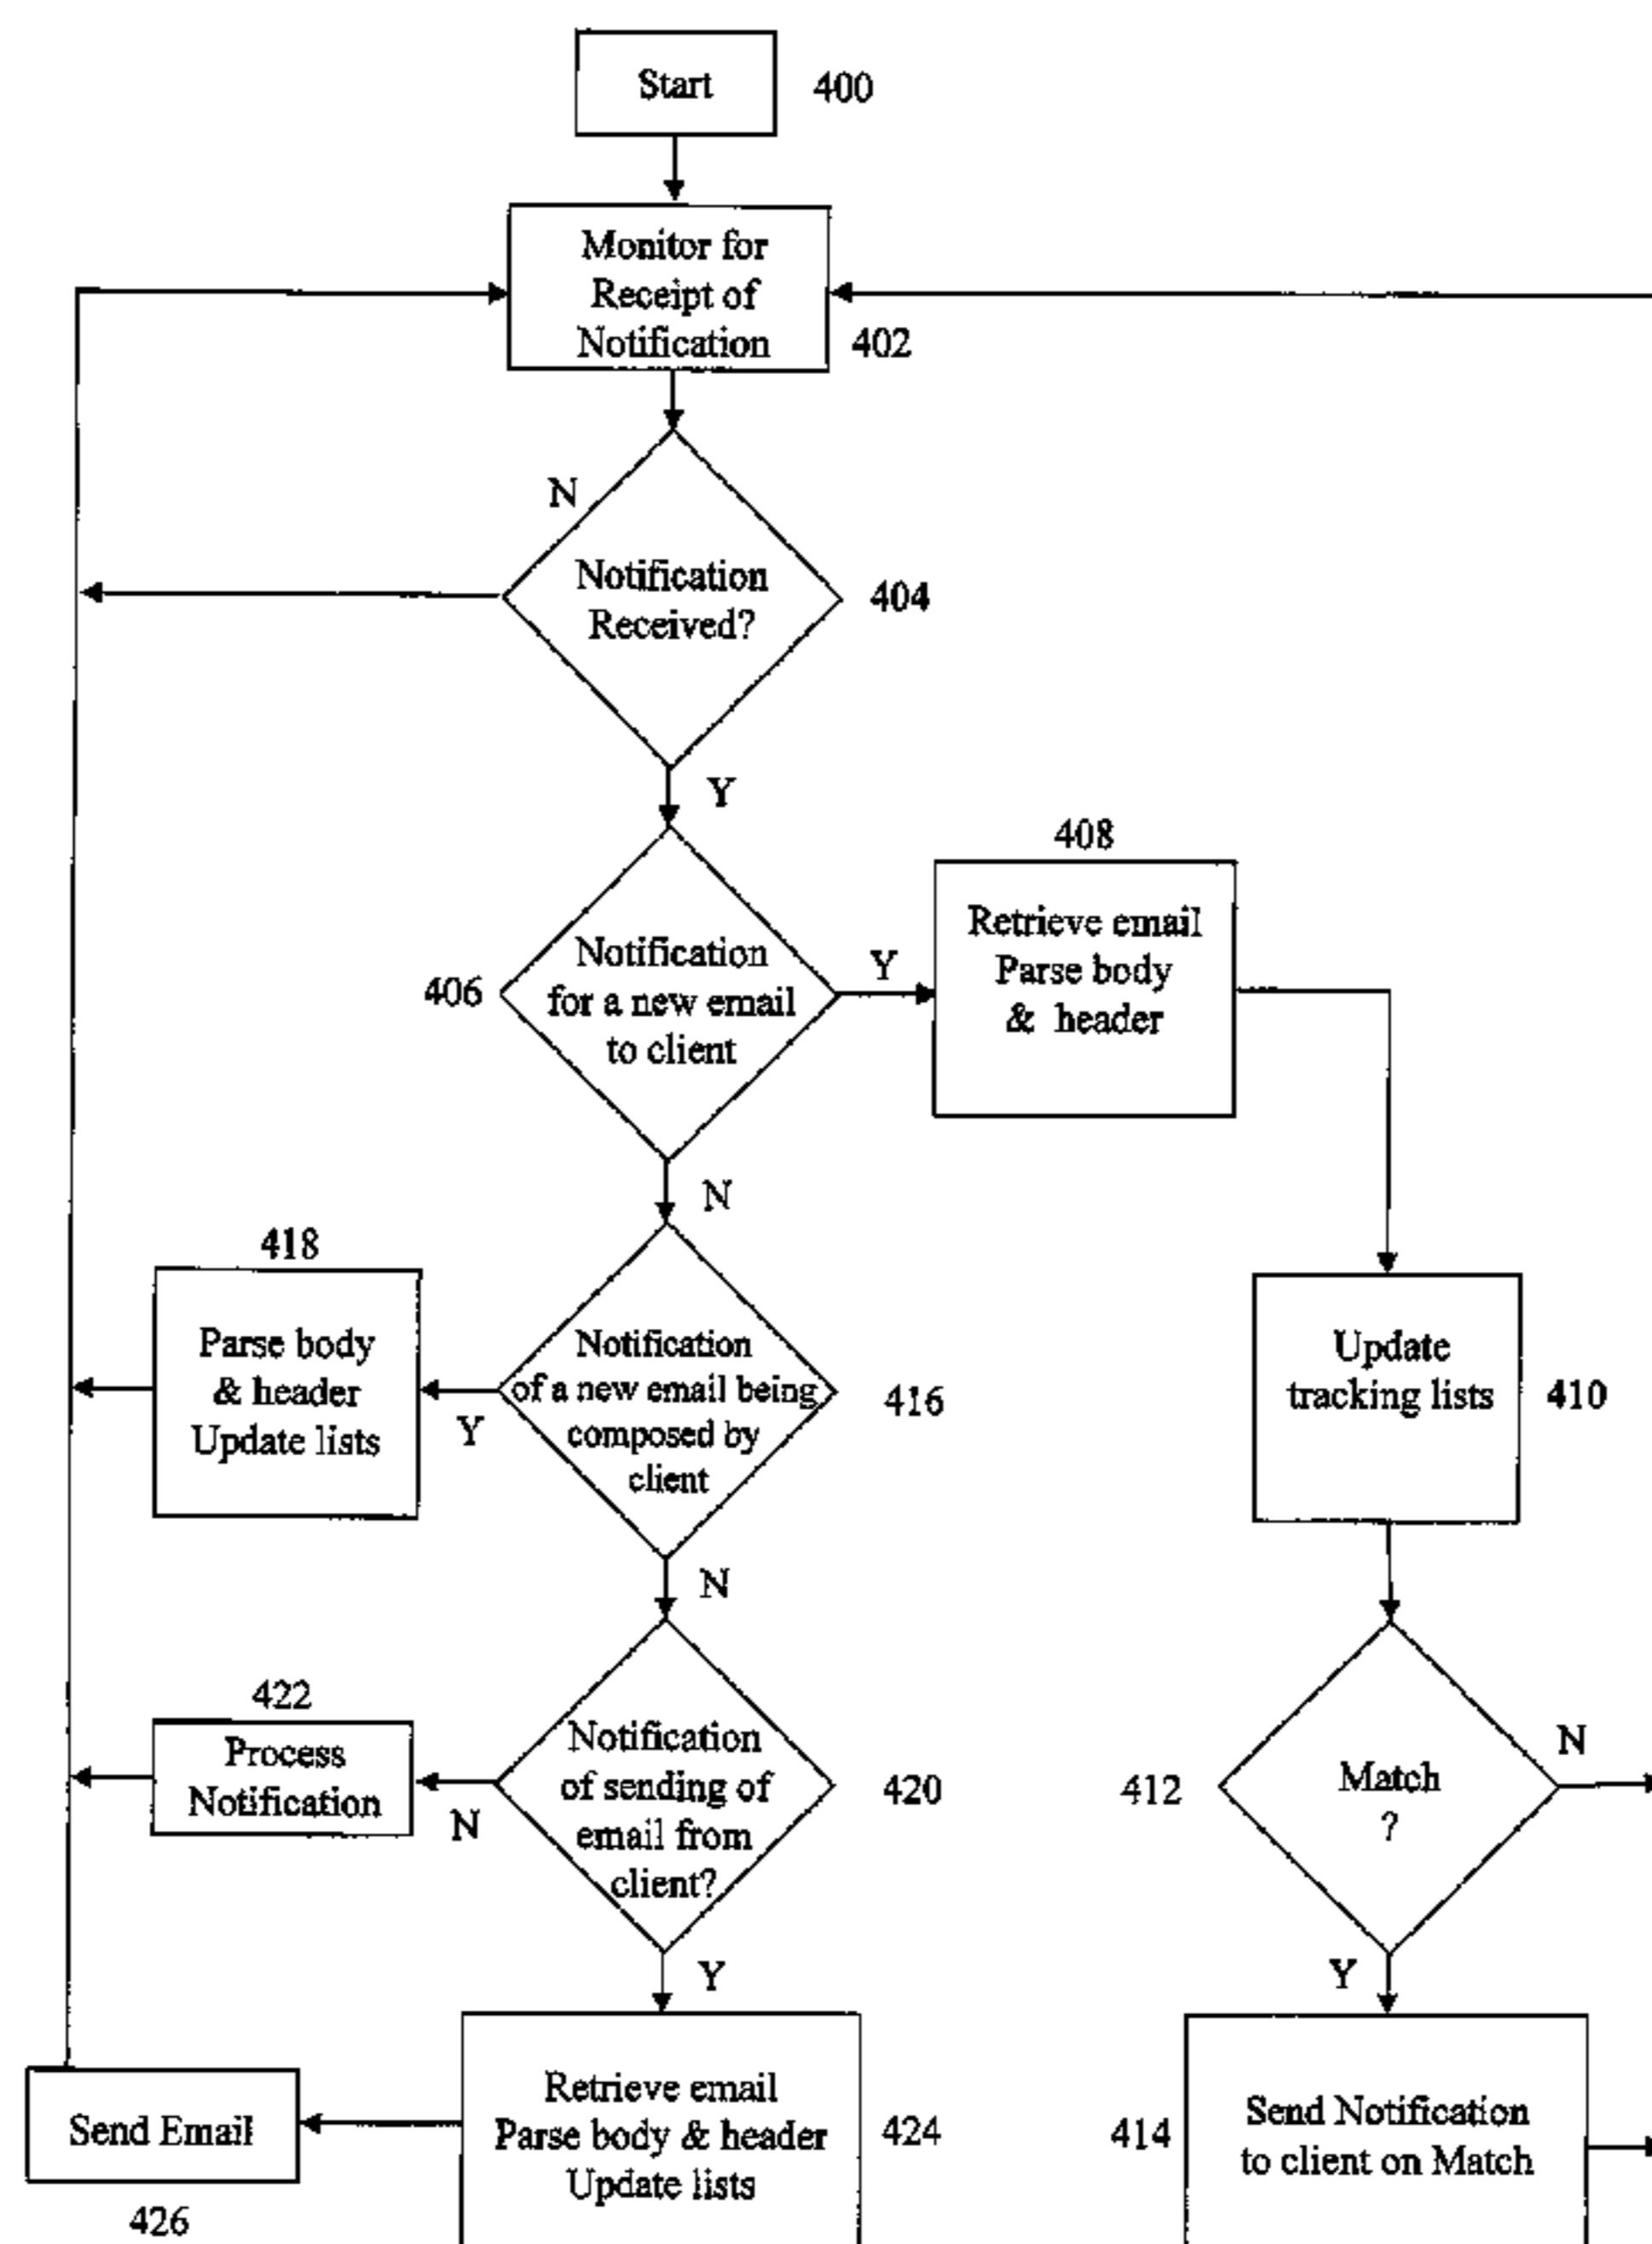 Start
400
Monitor for
Receipt of
Notification
402
N
Notification
Received?
404
Y
408
Retrieve email
Parse body
& header
406
Notification
for a new email
to client
Y
N
418
Parse body
& header
Update lists
Y
Notification
of a new email being
composed by
client
416
Update
tracking lists
410
N
422
Process
Notification
N
Notification
of sending of
email from
client?
420
412
Match
?
N
Y
Y
Send Email
426
Retrieve email
Parse body & header
Update lists
424
414
Send Notification
to client on Match